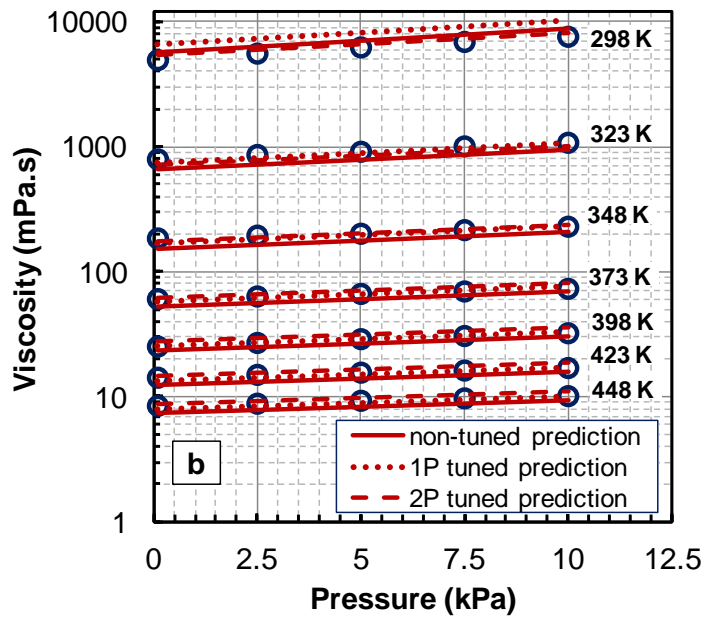 10000
1000
100
10
1
Viscosity (mPa.s)
298 K
323 K
348 K
373 K
398 K
423 K
448 K
b
non-tuned prediction
1P tuned prediction
2P tuned prediction
0
2.5
5
7.5
10
12.5
Pressure (kPa)